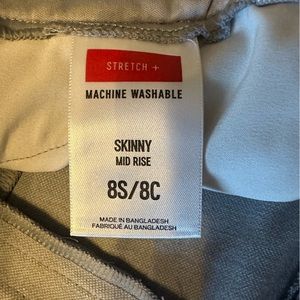 STRETCH +
MACHINE WASHABLE
SKINNY
MID RISE
8S/8C
MADE IN BANGLADESH
FABRIQUÉ AU BANGLADESH